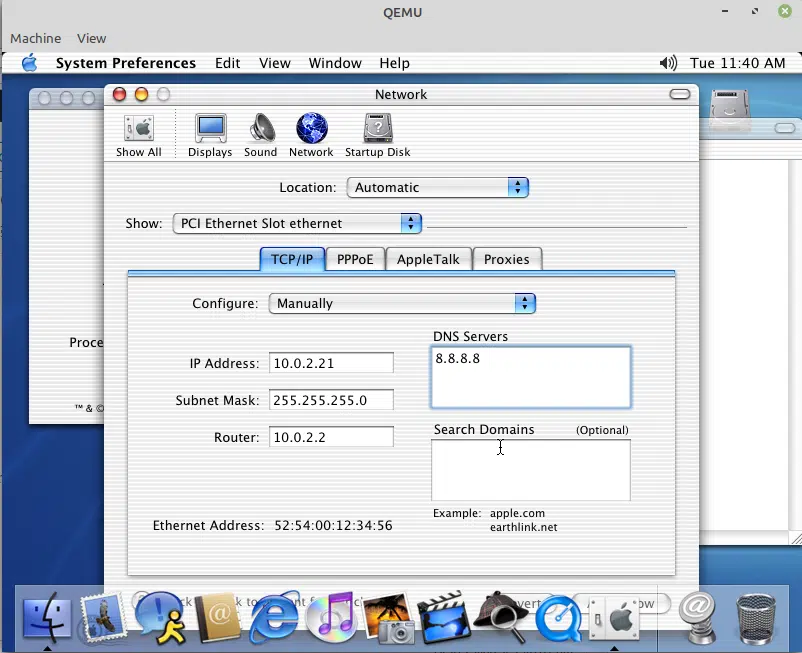 QEMU
Machine View
System Preferences Edit View Window Help Tue 11:40 AM
Network
Show All Displays Sound Network Startup Disk
Location: Automatic
Show: PCI Ethernet Slot ethernet
TCP/IP PPPoE AppleTalk Proxies
Configure: Manually
DNS Servers
8.8.8.8
IP Address: 10.0.2.21
Subnet Mask: 255.255.255.0
Search Domains (Optional)
Router: 10.0.2.2
Example: apple.com
earthlink.net
Ethernet Address: 52:54:00:12:34:56
Proce
™ & ©